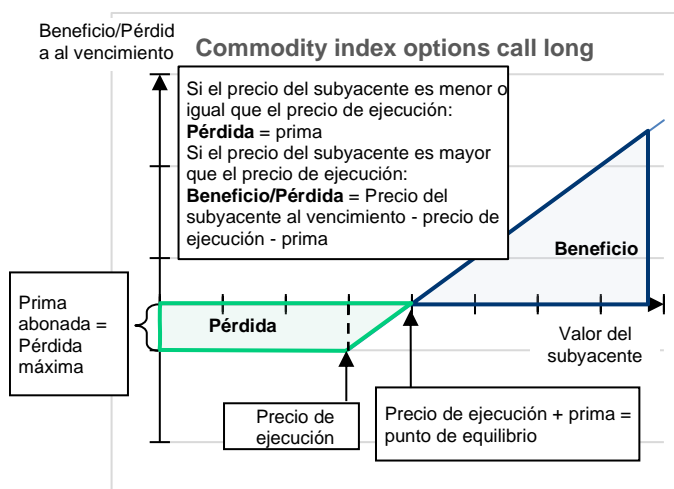 Beneficio/Pérdid
a al vencimiento
Commodity index options call long
Si el precio del subyacente es menor o
igual que el precio de ejecución:
Pérdida = prima
Si el precio del subyacente es mayor
que el precio de ejecución:
Beneficio/Pérdida = Precio del
subyacente al vencimiento - precio de
ejecución - prima
Beneficio
Prima
abonada =
Pérdida
máxima
Pérdida
Valor del
subyacente
Precio de
ejecución
Precio de ejecución + prima =
punto de equilibrio